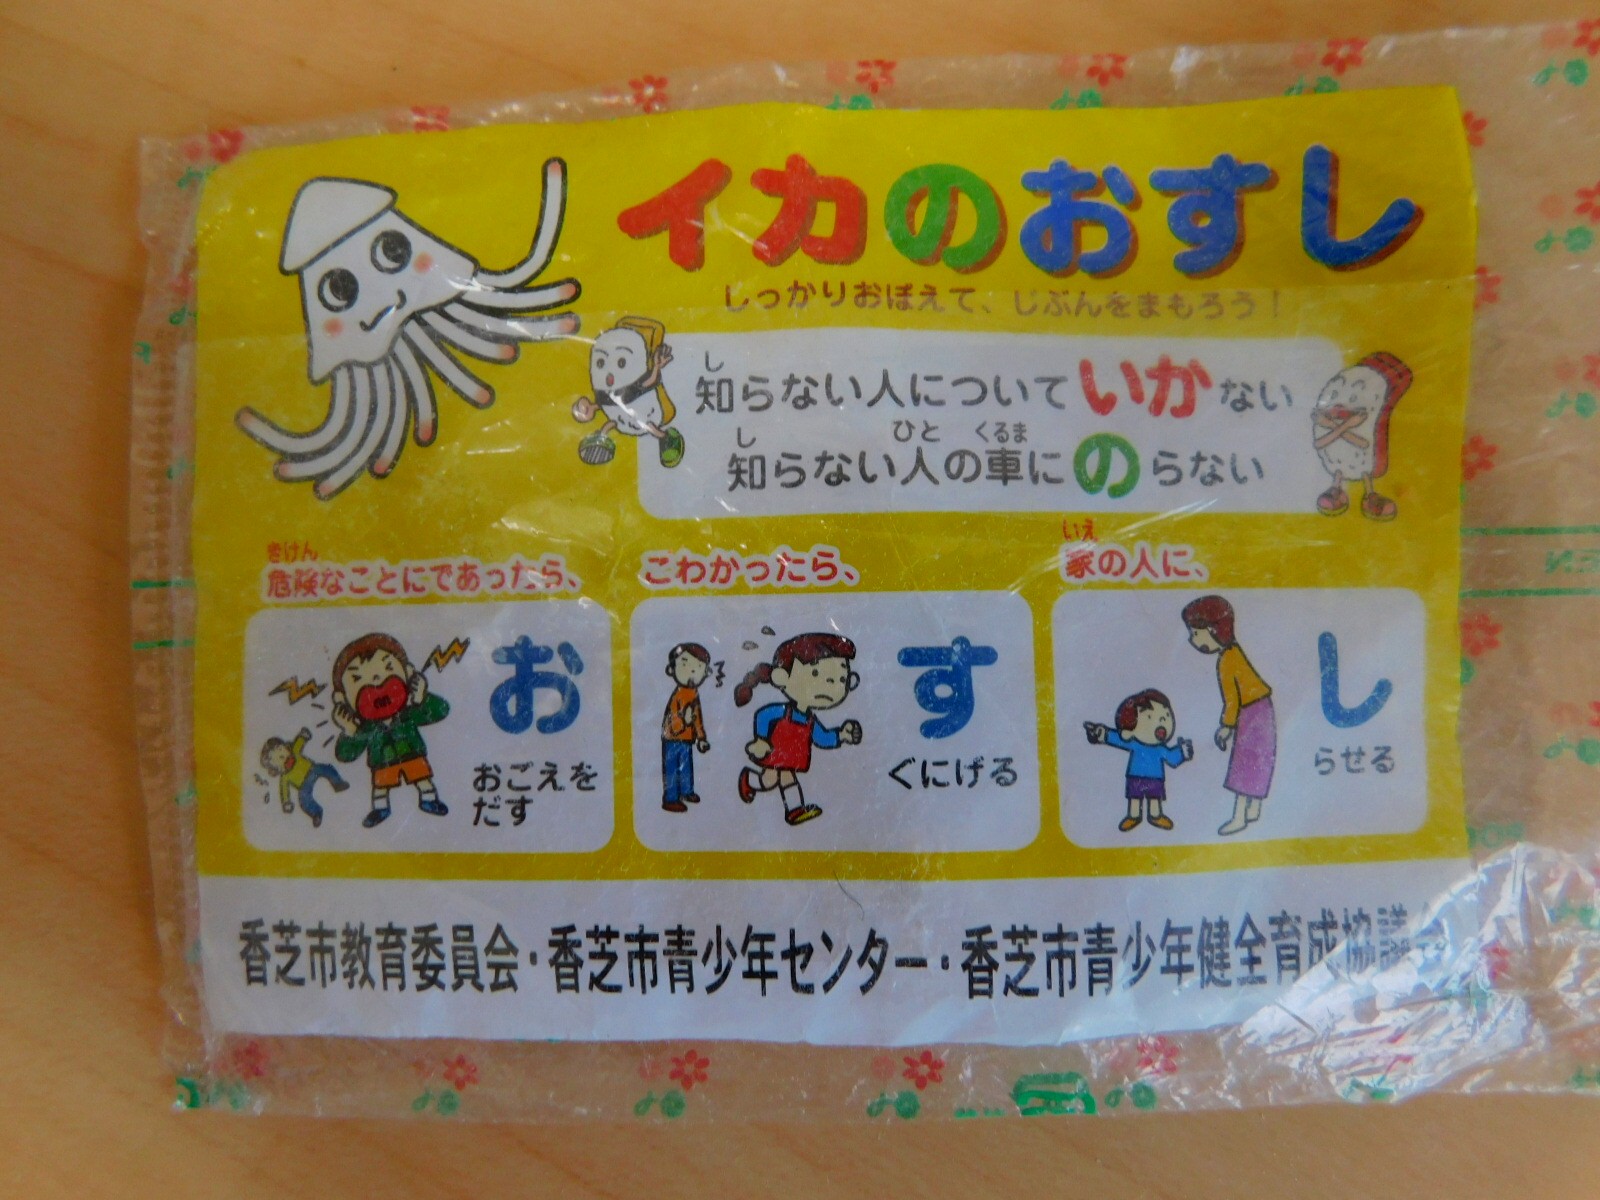 イカのおすし
しっかりおぼえて、じぶんをまもろう!
し
知らない人についていかない
し ひと くるま
知らない人の車にのらない
きけん
危険なことにであったら、
お
おごえを
だす
こわかったら、
す
ぐにげる
いえ
家の人に、
し
らせる
香芝市教育委員会・香芝市青少年センター・香芝市青少年健全育成協議会